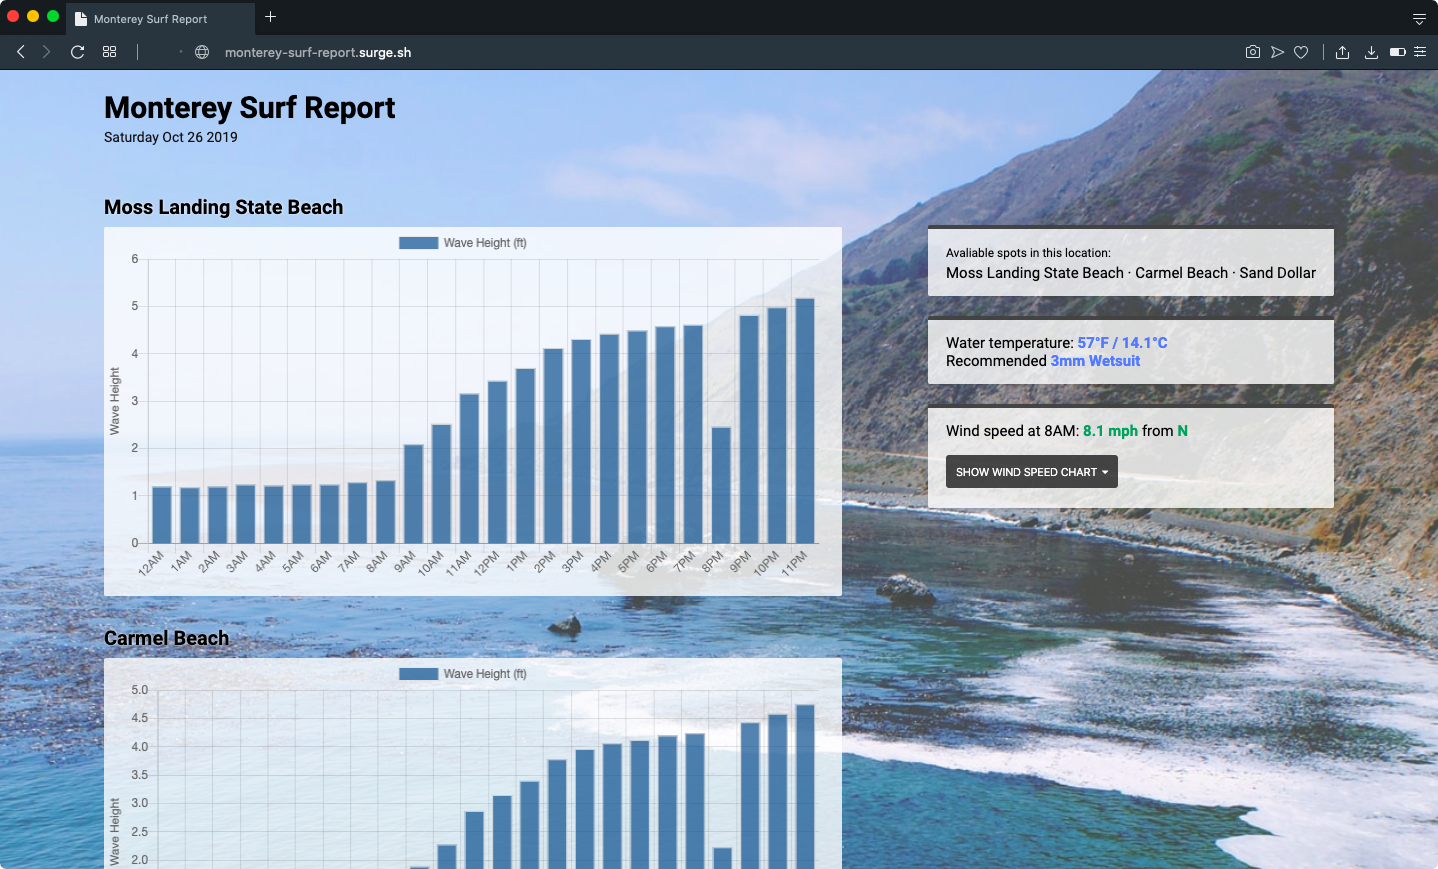 Monterey Surf Report
monterey-surf-report.surge.sh
Monterey Surf Report
Saturday Oct 26 2019
Moss Landing State Beach
Wave Height (ft)
6
5
4
3
2
1
0
Wave Height
12AM 1AM 2AM 3AM 4AM 5AM 6AM 7AM 8AM 9AM 10AM 11AM 12PM 1PM 2PM 3PM 4PM 5PM 6PM 7PM 8PM 9PM 10PM 11PM
Avaliable spots in this location:
Moss Landing State Beach · Carmel Beach · Sand Dollar
Water temperature: 57°F / 14.1°C
Recommended 3mm Wetsuit
Wind speed at 8AM: 8.1 mph from N
SHOW WIND SPEED CHART
Carmel Beach
Wave Height (ft)
5.0
4.5
4.0
3.5
3.0
2.5
2.0
Wave Height